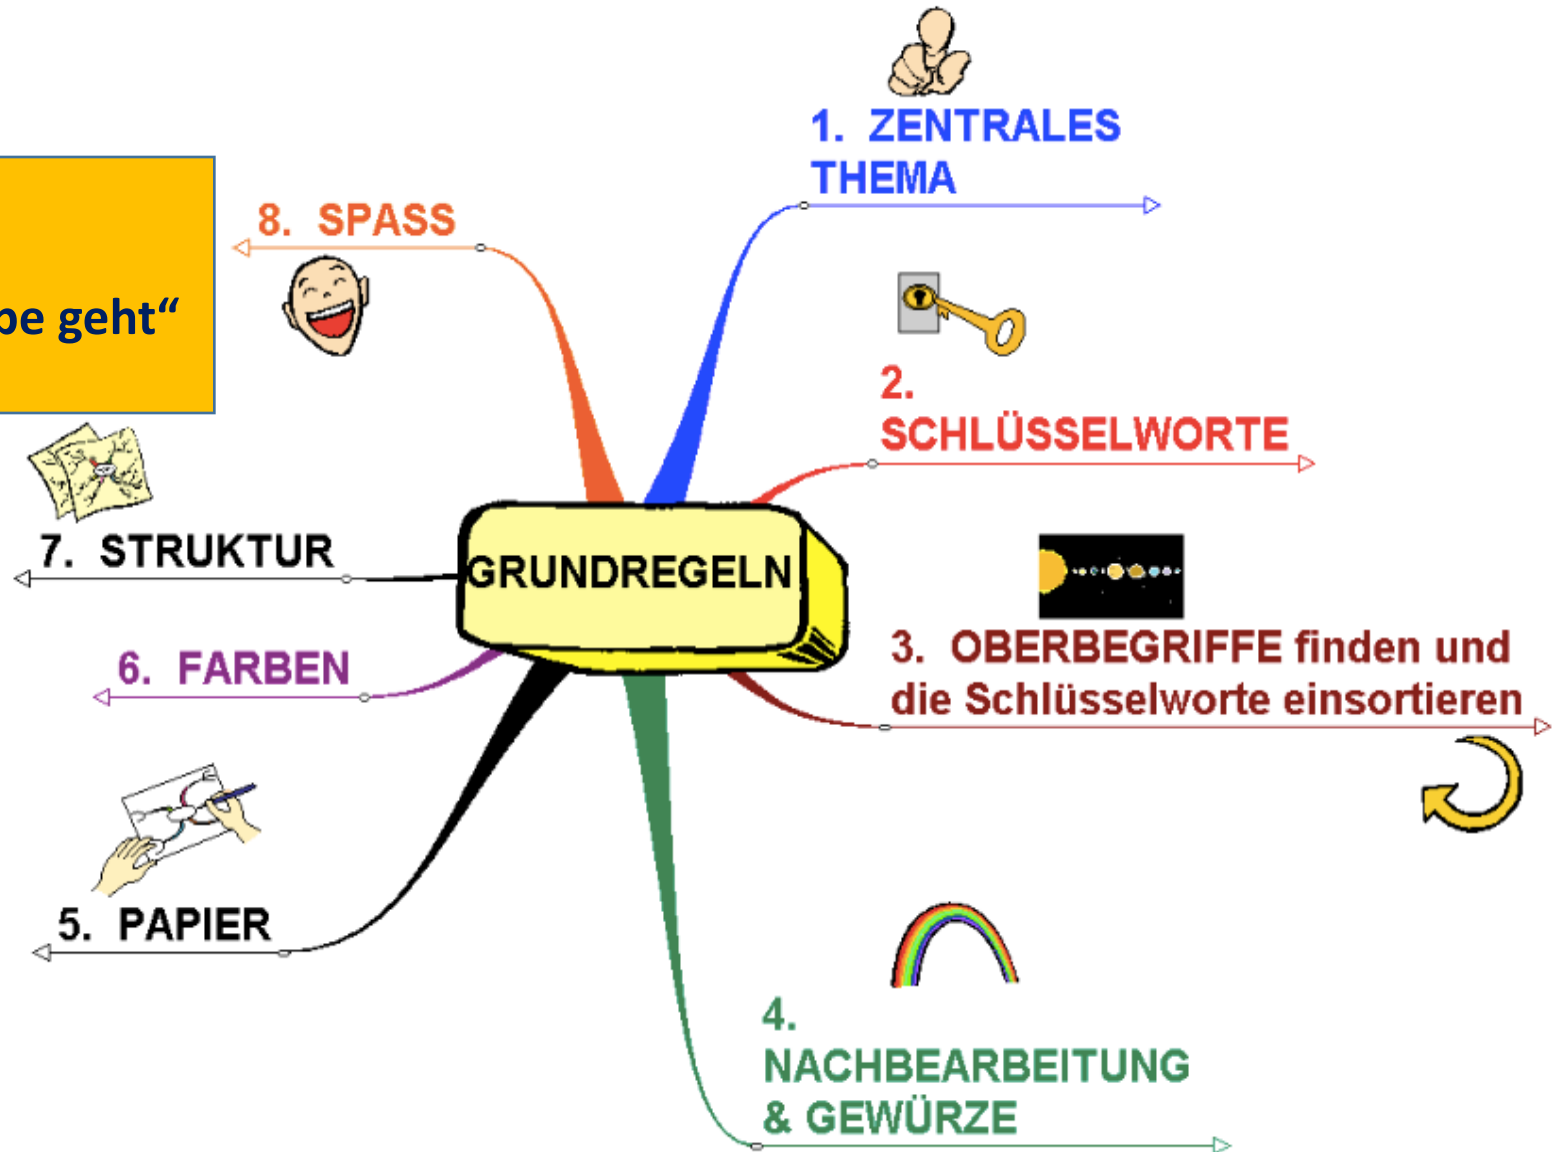 1. ZENTRALES
THEMA
2.
SCHLÜSSELWORTE
3. OBERBEGRIFFE finden und
die Schlüsselworte einsortieren
4.
NACHBEARBEITUNG
& GEWÜRZE
5. PAPIER
6. FARBEN
7. STRUKTUR
8. SPASS
GRUNDREGELN
geht“